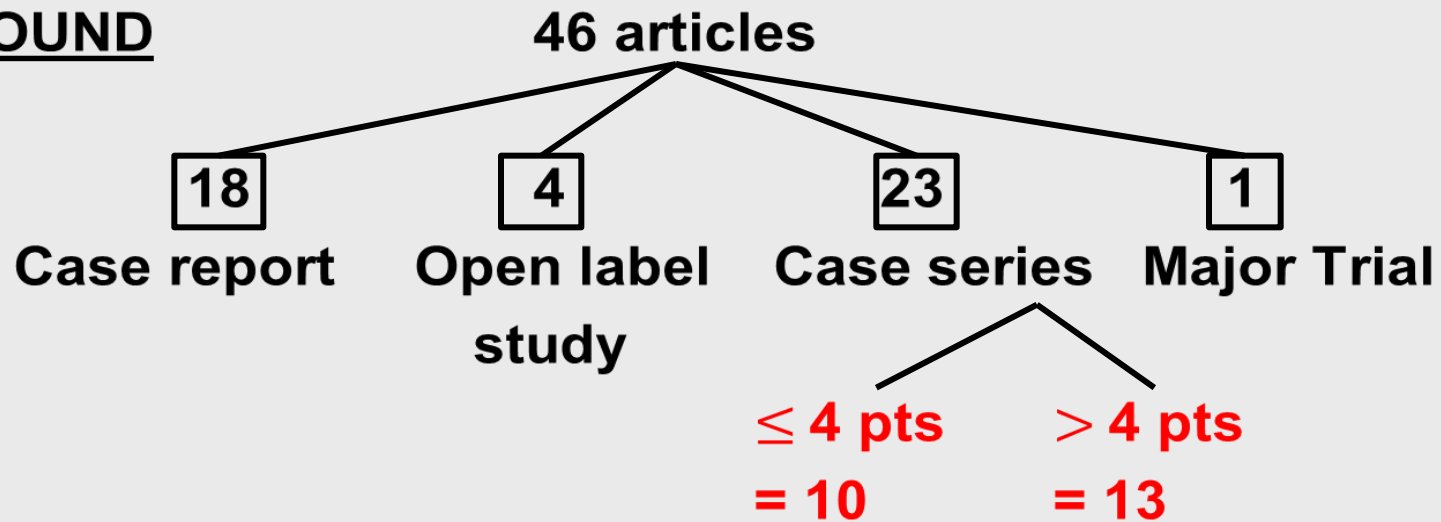 46 articles
18 4 23 1
Case report Open label Case series Major Trial
study
≤ 4 pts > 4 pts
= 10 = 13